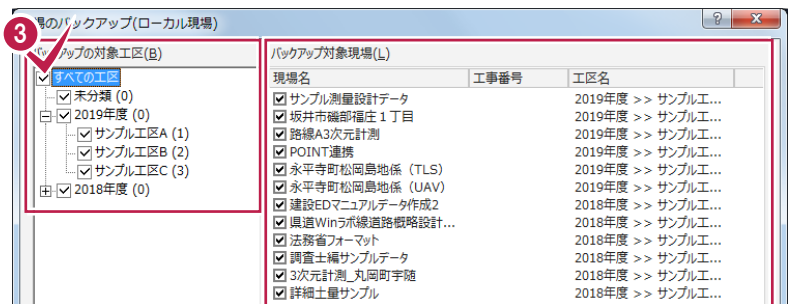 場のバックアップ(ローカル現場)
3
バックアップの対象工区(B)
すべての工区
未分類 (0)
2019年度 (0)
サンプル工区A (1)
サンプル工区B (2)
サンプル工区C (3)
2018年度 (0)
バックアップ対象現場(L)
現場名 工事番号 工区名
サンプル測量設計データ 2019年度 >> サンプル工...
坂井市磯部福庄１丁目 2019年度 >> サンプル工...
路線A3次元計測 2019年度 >> サンプル工...
POINT連携 2019年度 >> サンプル工...
永平寺町松岡島地係（TLS） 2019年度 >> サンプル工...
永平寺町松岡島地係（UAV） 2019年度 >> サンプル工...
建設EDマニュアルデータ作成2 2018年度 >> サンプル工...
県道Winラボ線道路概略設計... 2018年度 >> サンプル工...
法務省フォーマット 2018年度 >> サンプル工...
調査士編サンプルデータ 2018年度 >> サンプル工...
3次元計測_丸岡町宇随 2018年度 >> サンプル工...
詳細土量サンプル 2018年度 >> サンプル工...